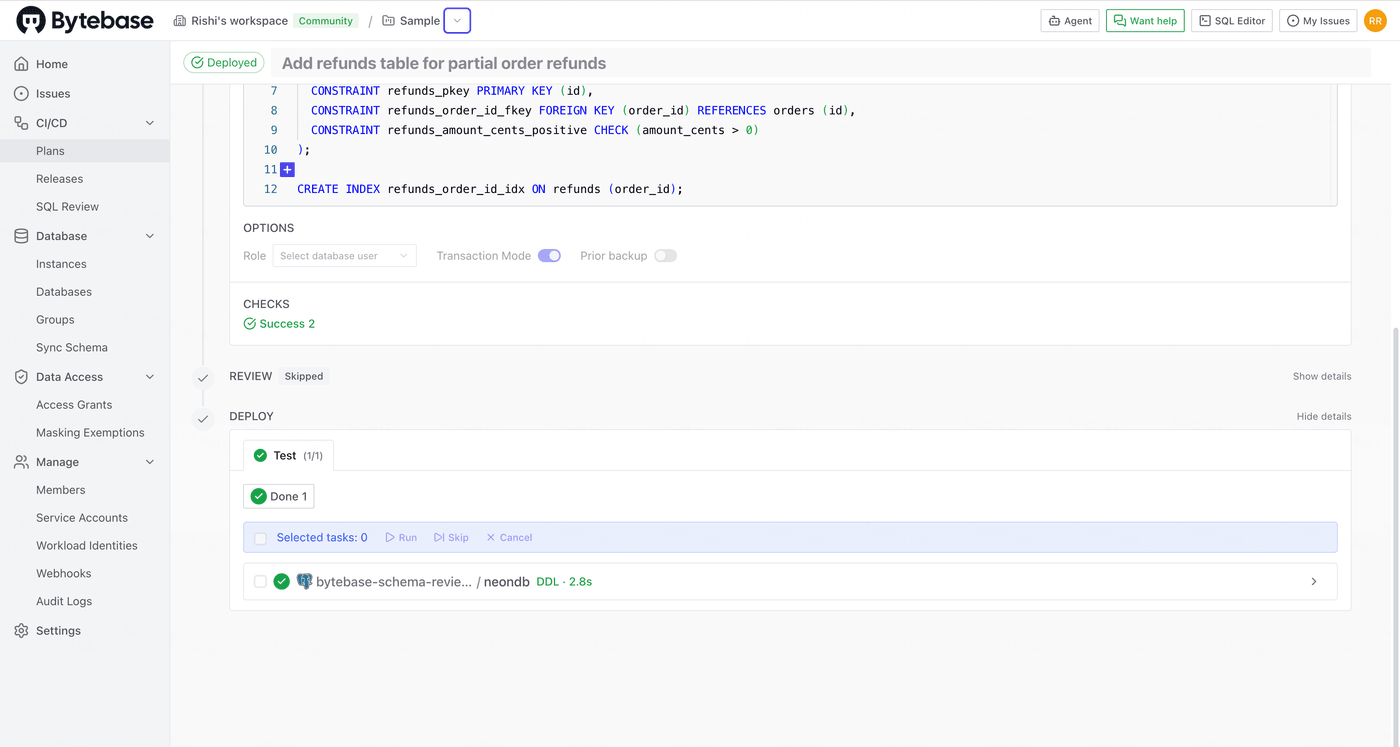 Bytebase
Rishi's workspace Community / Sample
Agent
Want help
SQL Editor
My Issues
RR
Home
Issues
CI/CD
Plans
Releases
SQL Review
Database
Instances
Databases
Groups
Sync Schema
Data Access
Access Grants
Masking Exemptions
Manage
Members
Service Accounts
Workload Identities
Webhooks
Audit Logs
Settings
Deployed Add refunds table for partial order refunds
7 CONSTRAINT refunds_pkey PRIMARY KEY (id),
8 CONSTRAINT refunds_order_id_fkey FOREIGN KEY (order_id) REFERENCES orders (id),
9 CONSTRAINT refunds_amount_cents_positive CHECK (amount_cents > 0)
10 );
11 +
12 CREATE INDEX refunds_order_id_idx ON refunds (order_id);
OPTIONS
Role Select database user Transaction Mode Prior backup
CHECKS
Success 2
REVIEW Skipped Show details
DEPLOY Hide details
Test (1/1)
Done 1
Selected tasks: 0 Run Skip Cancel
bytebase-schema-revie... / neondb DDL · 2.8s